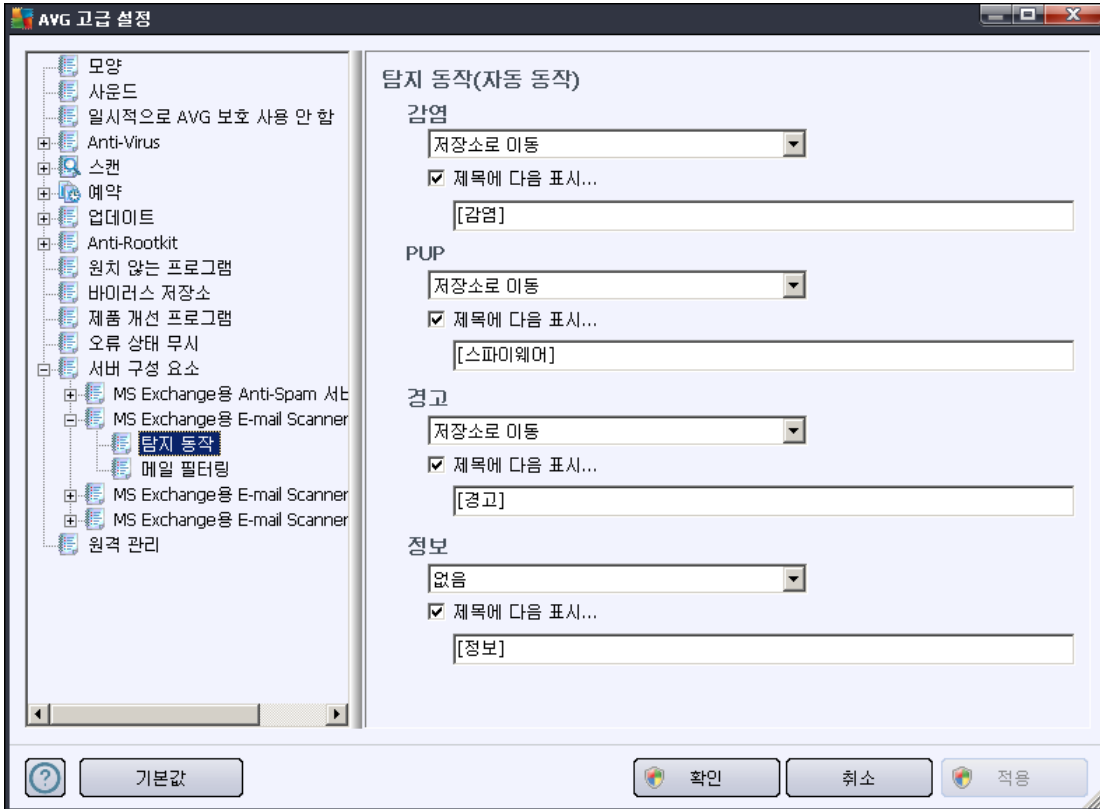 AVG 고급 설정
모양
사운드
일시적으로 AVG 보호 사용 안 함
Anti-Virus
스캔
예약
업데이트
Anti-Rootkit
원치 않는 프로그램
바이러스 저장소
제품 개선 프로그램
오류 상태 무시
서버 구성 요소
MS Exchange용 Anti-Spam 서버
MS Exchange용 E-mail Scanner
탐지 동작
메일 필터링
MS Exchange용 E-mail Scanner
MS Exchange용 E-mail Scanner
원격 관리
탐지 동작(자동 동작)
감염
저장소로 이동
제목에 다음 표시...
[감염]
PUP
저장소로 이동
제목에 다음 표시...
[스파이웨어]
경고
저장소로 이동
제목에 다음 표시...
[경고]
정보
없음
제목에 다음 표시...
[정보]
기본값
확인
취소
적용